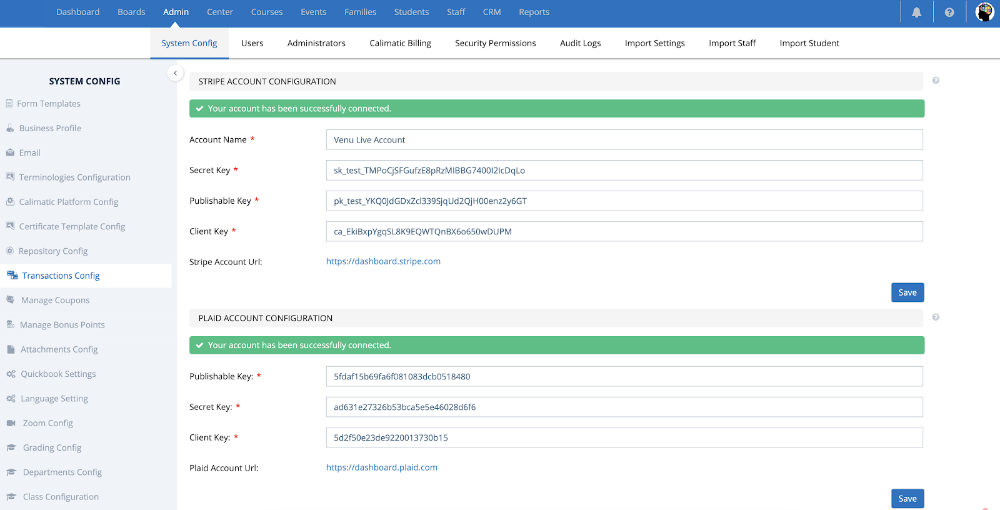 Dashboard Boards Admin Center Courses Events Families Students Staff CRM Reports
System Config Users Administrators Calimatic Billing Security Permissions Audit Logs Import Settings Import Staff Import Student
SYSTEM CONFIG
Form Templates
Business Profile
Email
Terminologies Configuration
Calimatic Platform Config
Certificate Template Config
Repository Config
Transactions Config
Manage Coupons
Manage Bonus Points
Attachments Config
Quickbook Settings
Language Setting
Zoom Config
Grading Config
Departments Config
Class Configuration
STRIPE ACCOUNT CONFIGURATION
Your account has been successfully connected.
Account Name * Venu Live Account
Secret Key * sk_test_TMPoCjSFGufzE8pRzMIBBG7400I2IcDqLo
Publishable Key * pk_test_YKQ0JdGDxZcl339SjqUd2QjH00enz2y6GT
Client Key * ca_EkiBxpYgqSL8K9EQWTQnBX6o650wDUPM
Stripe Account Url: https://dashboard.stripe.com
Save
PLAID ACCOUNT CONFIGURATION
Your account has been successfully connected.
Publishable Key: * 5fdaf15b69fa6f081083dcb0518480
Secret Key: * ad631e27326b53bca5e5e46028d6f6
Client Key: * 5d2f50e23de9220013730b15
Plaid Account Url: https://dashboard.plaid.com
Save